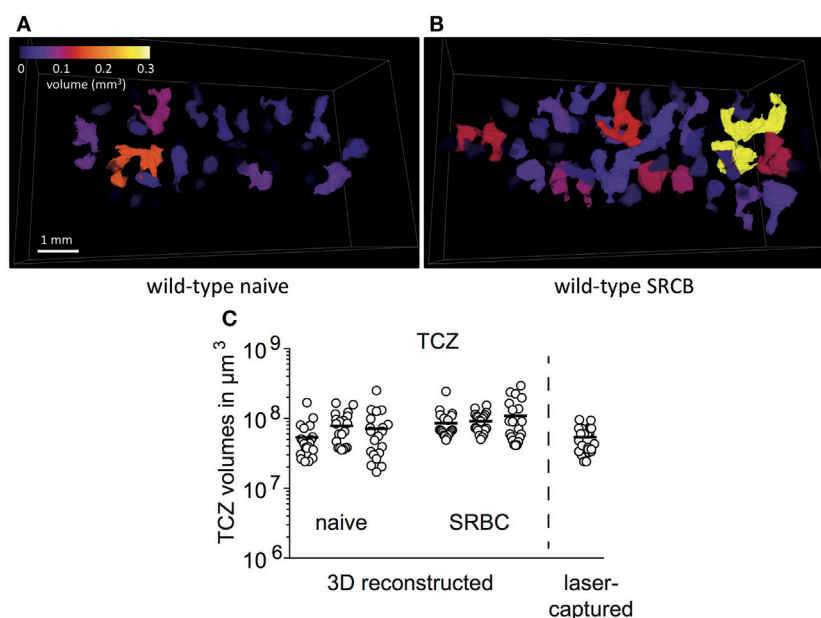 A
B
0 0.1 0.2 0.3
volume (mm³)
1 mm
wild-type naive
wild-type SRCB
C
TCZ
TCZ volumes in µm³
10⁹
10⁸
10⁷
10⁶
naive
SRBC
3D reconstructed
laser-
captured